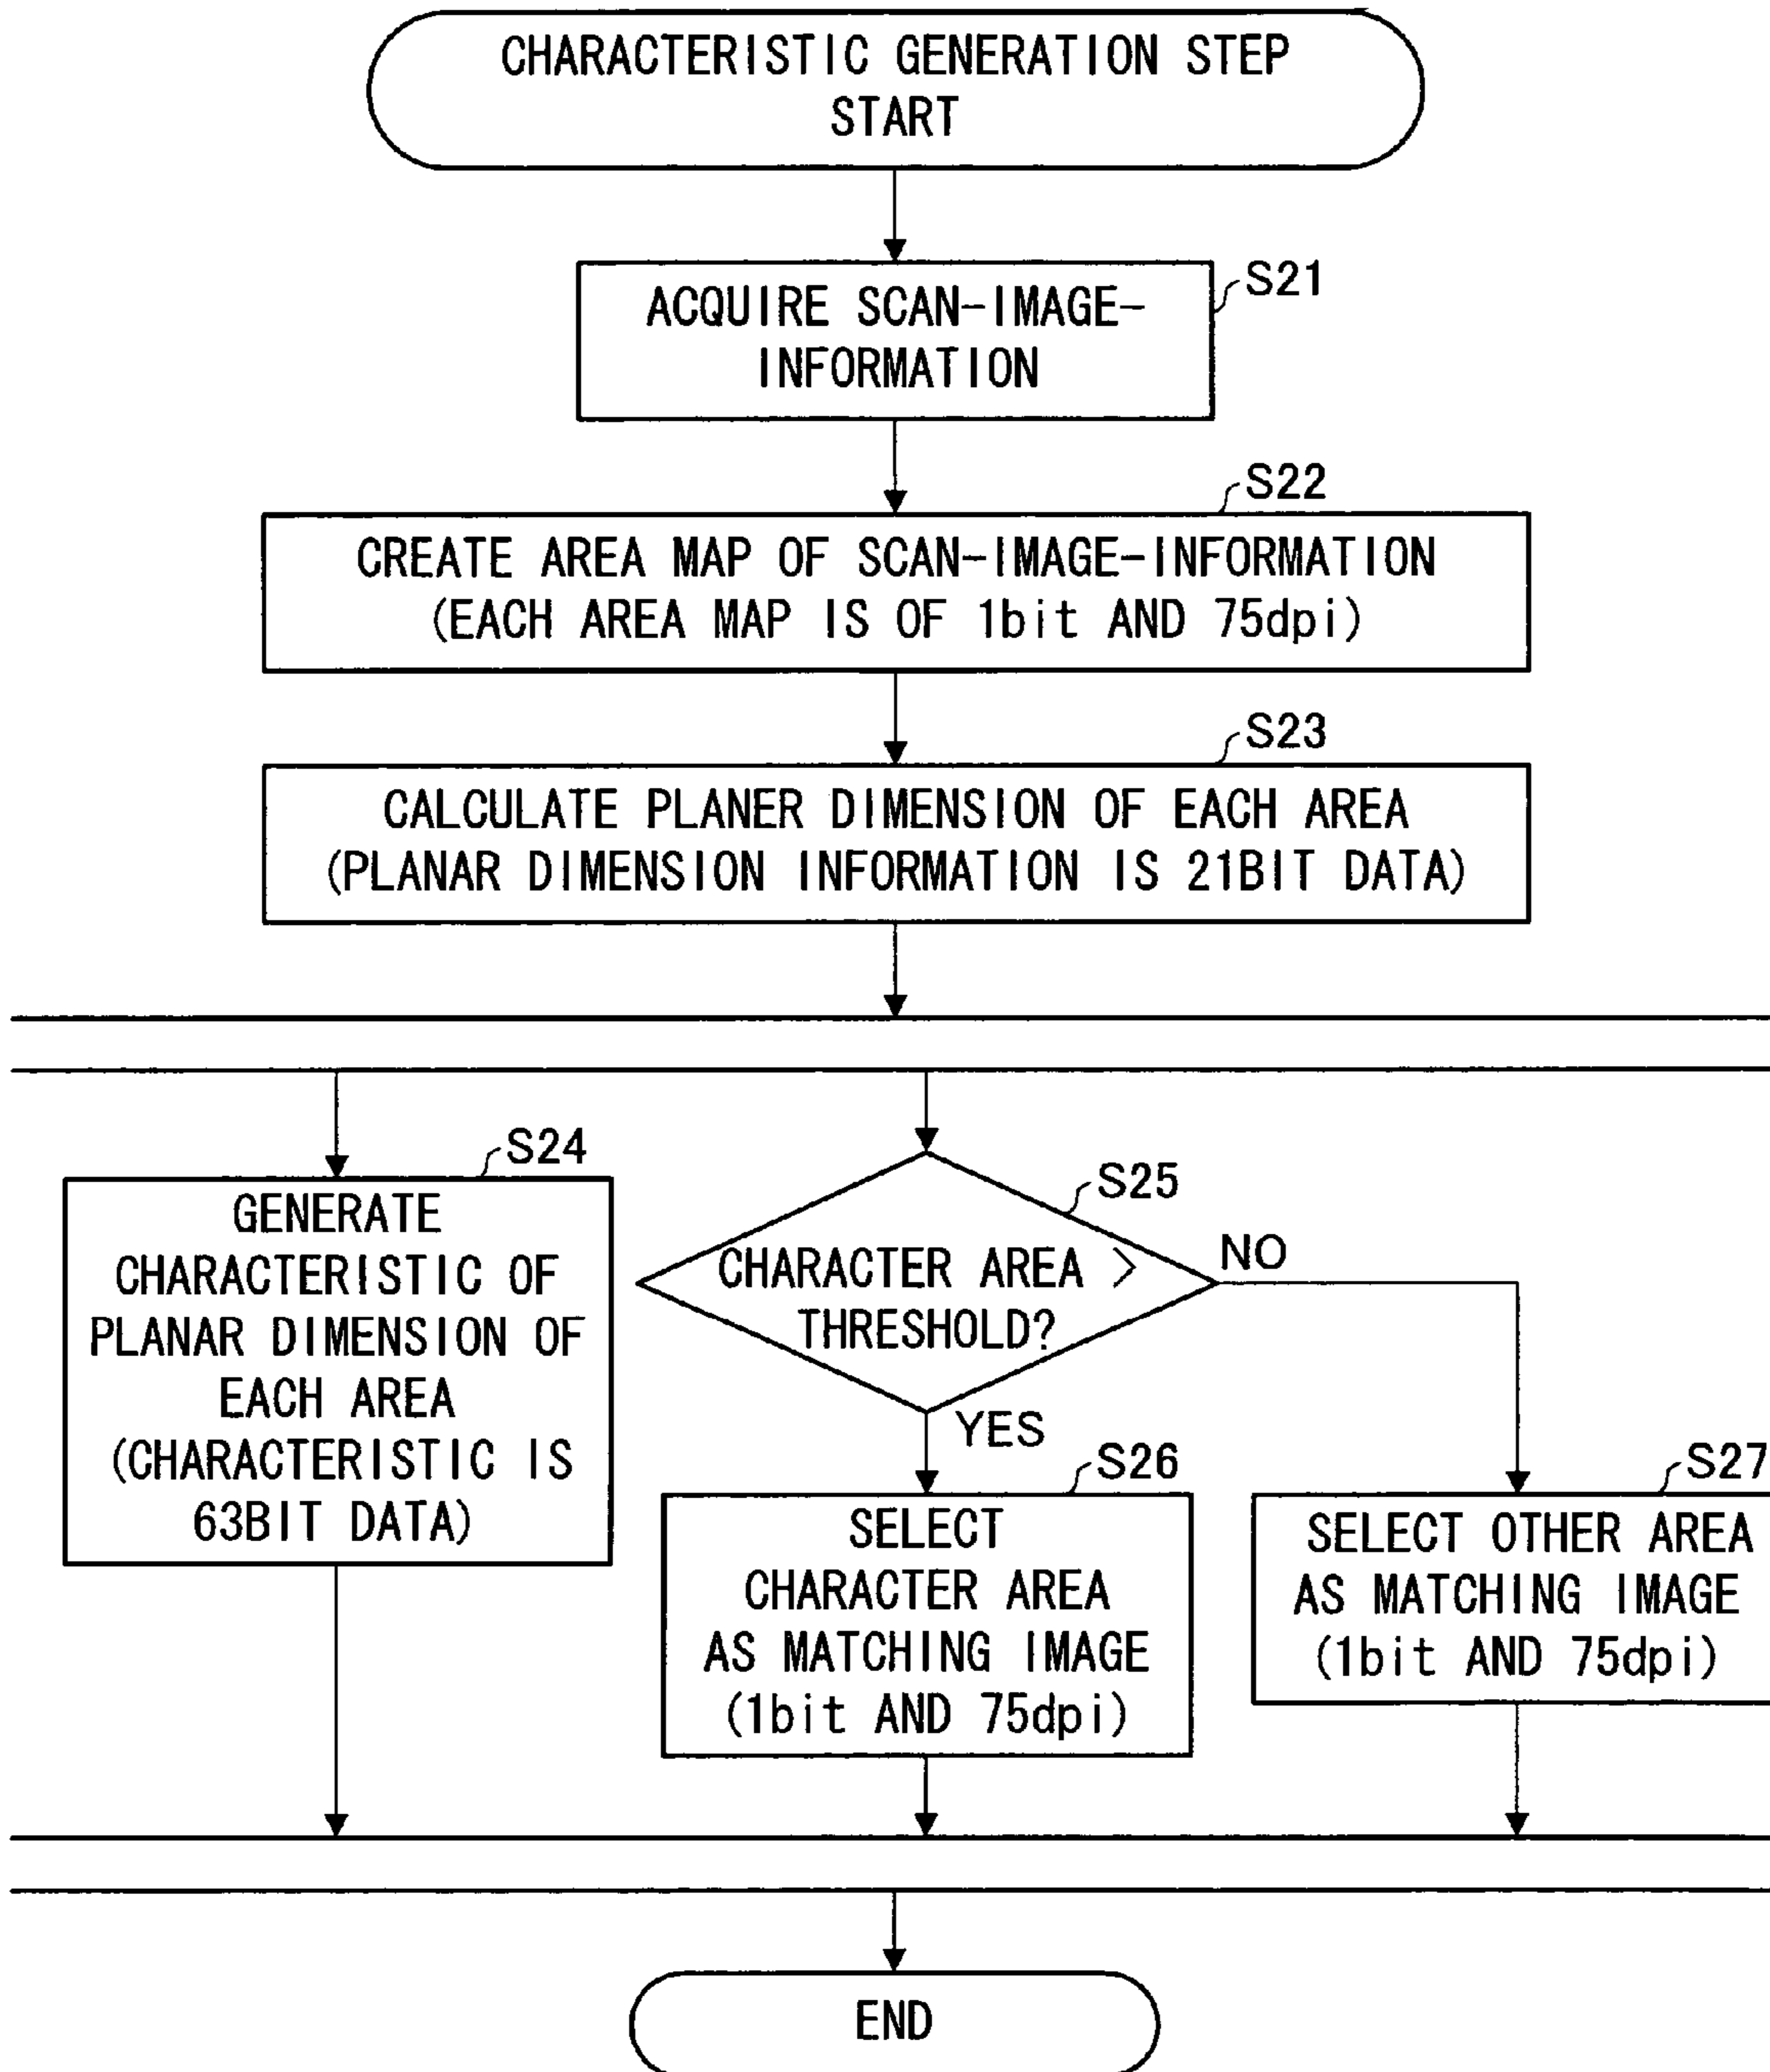 CHARACTERISTIC GENERATION STEP
START
S21
ACQUIRE SCAN-IMAGE-
INFORMATION
S22
CREATE AREA MAP OF SCAN-IMAGE-INFORMATION
(EACH AREA MAP IS OF 1bit AND 75dpi)
S23
CALCULATE PLANER DIMENSION OF EACH AREA
(PLANAR DIMENSION INFORMATION IS 21BIT DATA)
S24
GENERATE
CHARACTERISTIC OF
PLANAR DIMENSION OF
EACH AREA
(CHARACTERISTIC IS
63BIT DATA)
S25
CHARACTER AREA >
THRESHOLD?
NO
YES
S26
SELECT
CHARACTER AREA
AS MATCHING IMAGE
(1bit AND 75dpi)
S27
SELECT OTHER AREA
AS MATCHING IMAGE
(1bit AND 75dpi)
END